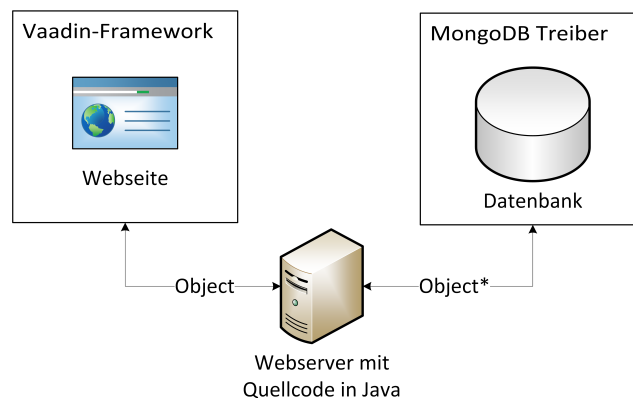 Vaadin-Framework
Webseite
MongoDB Treiber
Datenbank
Object
Object*
Webserver mit
Quellcode in Java